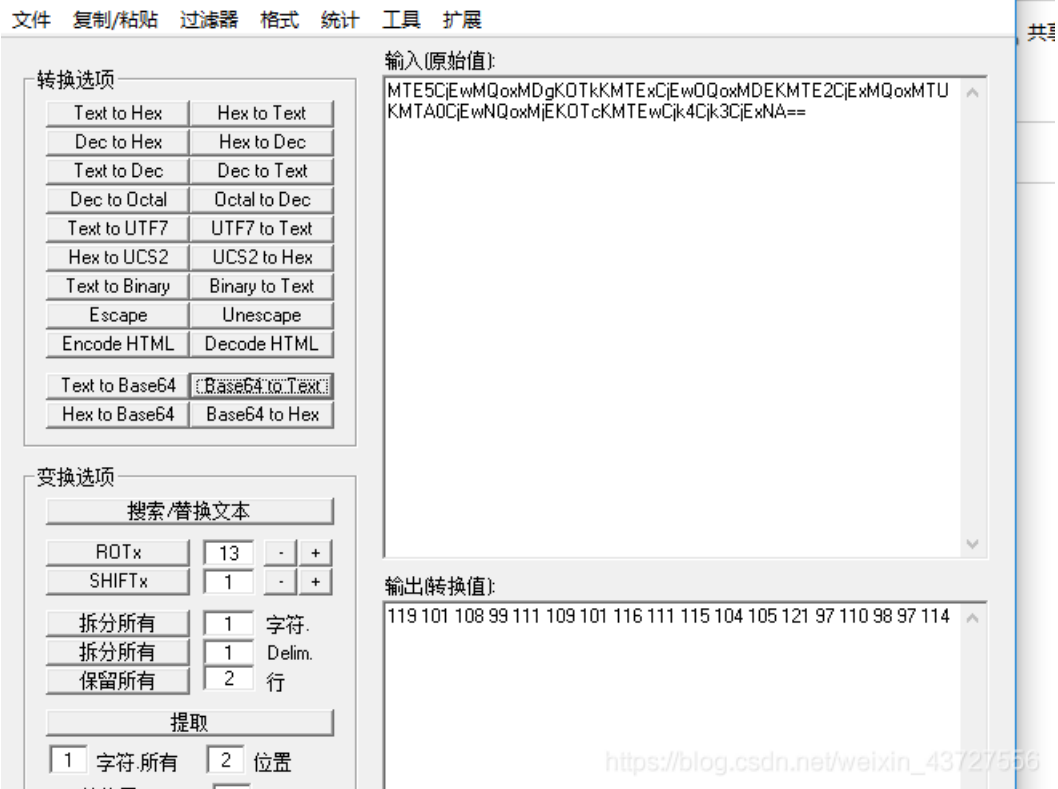 文件 复制/粘贴 过滤器 格式 统计 工具 扩展
共享
输入(原始值):
MTE5CjEwMQoxMDgKOTkKMTExCjEwOQoxMDEKMTE2CjExMQoxMTU
KMTA0CjEwNQoxMjEKOTcKMTEwCjk4Cjk3CjExNA==
转换选项
Text to Hex Hex to Text
Dec to Hex Hex to Dec
Text to Dec Dec to Text
Dec to Octal Octal to Dec
Text to UTF7 UTF7 to Text
Hex to UCS2 UCS2 to Hex
Text to Binary Binary to Text
Escape Unescape
Encode HTML Decode HTML
Text to Base64 Base64 to Text
Hex to Base64 Base64 to Hex
变换选项
搜索/替换文本
ROTx 13 - +
SHIFTx 1 - +
拆分所有 1 字符.
拆分所有 1 Delim.
保留所有 2 行
提取
1 字符.所有 2 位置
输出(转换值):
119 101 108 99 111 109 101 116 111 115 104 105 121 97 110 98 97 114
https://blog.csdn.net/weixin_43727556